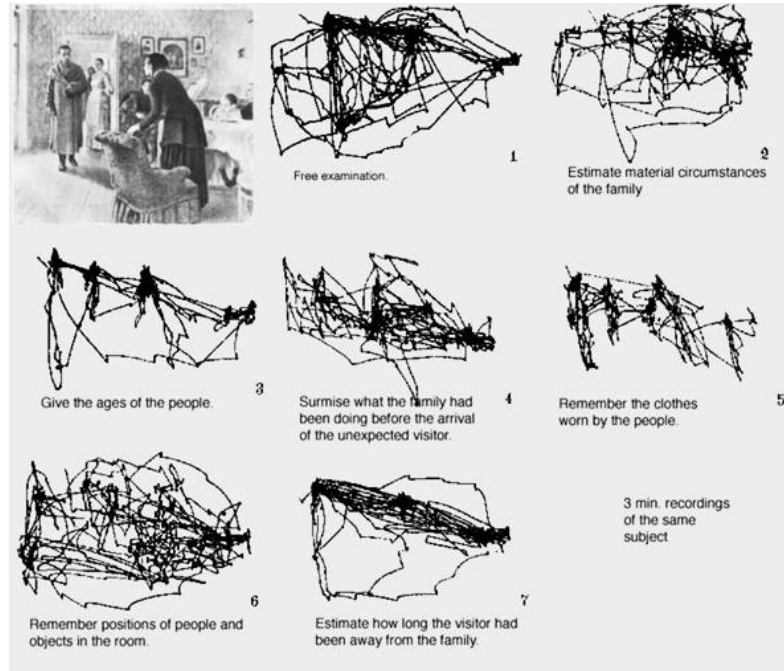 Free examination.
1
Estimate material circumstances
of the family
2
Give the ages of the people.
3
Surmise what the family had
been doing before the arrival
of the unexpected visitor.
4
Remember the clothes
worn by the people.
5
Remember positions of people and
objects in the room.
6
Estimate how long the visitor had
been away from the family.
7
3 min. recordings
of the same
subject